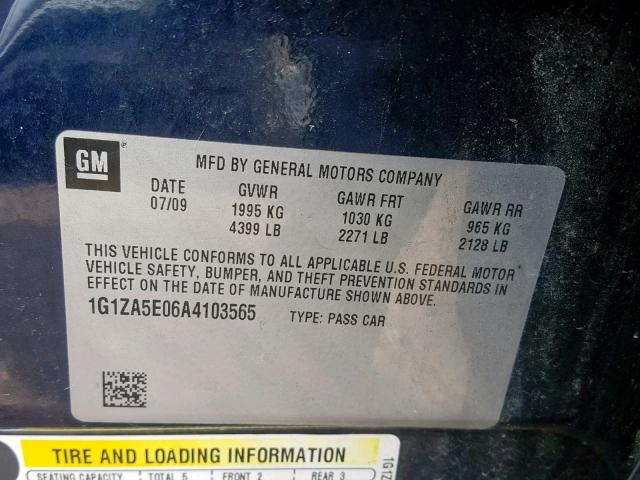 GM
MFD BY GENERAL MOTORS COMPANY
DATE GVWR GAWR FRT GAWR RR
07/09 1995 KG 1030 KG 965 KG
4399 LB 2271 LB 2128 LB
THIS VEHICLE CONFORMS TO ALL APPLICABLE U.S. FEDERAL MOTOR
VEHICLE SAFETY, BUMPER, AND THEFT PREVENTION STANDARDS IN
EFFECT ON THE DATE OF MANUFACTURE SHOWN ABOVE.
1G1ZA5E06A4103565 TYPE: PASS CAR
TIRE AND LOADING INFORMATION
SEATING CAPACITY TOTAL 5 FRONT 2 REAR 3
1G1Z